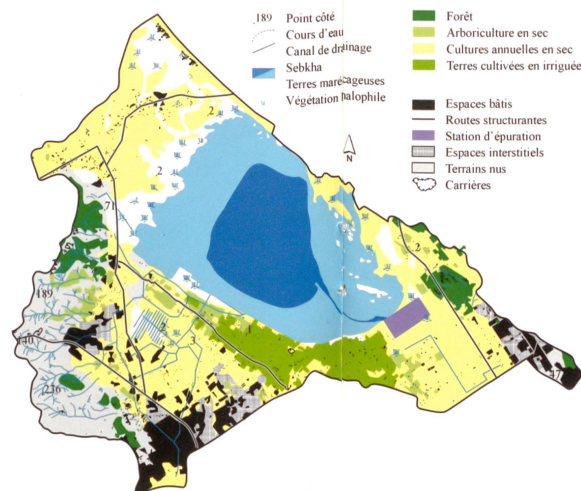 .189 Point côté
Cours d'eau
Canal de drainage
Sebkha
Terres marécageuses
Végétation halophile
Forêt
Arboriculture en sec
Cultures annuelles en sec
Terres cultivées en irriguée
Espaces bâtis
Routes structurantes
Station d'épuration
Espaces interstitiels
Terrains nus
Carrières
N
2
2
71
2
189
1
2
3
140
236
47